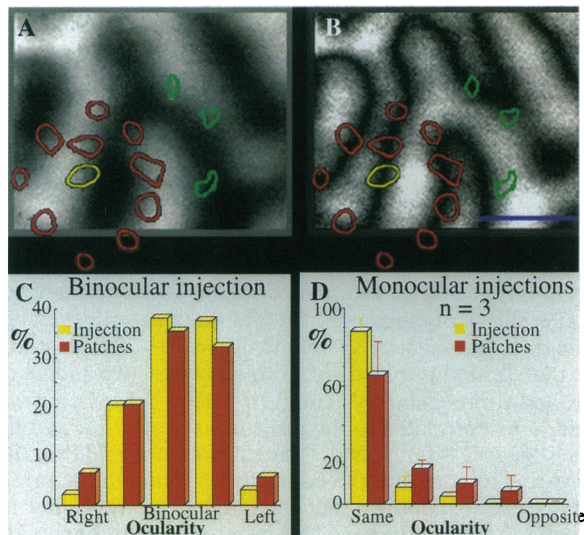 A
B
C Binocular injection
40
%
Injection
Patches
30
20
10
0
Right
Binocular
Left
Ocularity
D Monocular injections
n = 3
100
%
Injection
Patches
60
20
0
Same
Opposite
Ocularity